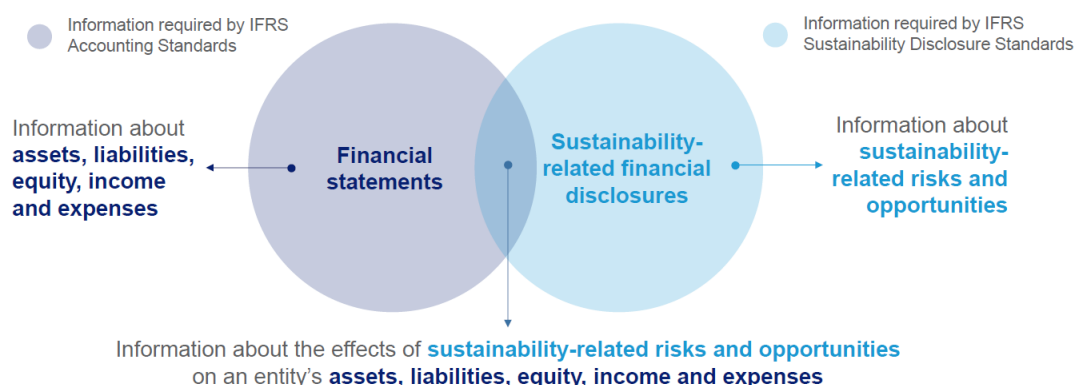 Information required by IFRS
Accounting Standards
Information required by IFRS
Sustainability Disclosure Standards
Information about
assets, liabilities,
equity, income
and expenses
Financial
statements
Sustainability-
related financial
disclosures
Information about
sustainability-
related risks and
opportunities
Information about the effects of sustainability-related risks and opportunities
on an entity's assets, liabilities, equity, income and expenses